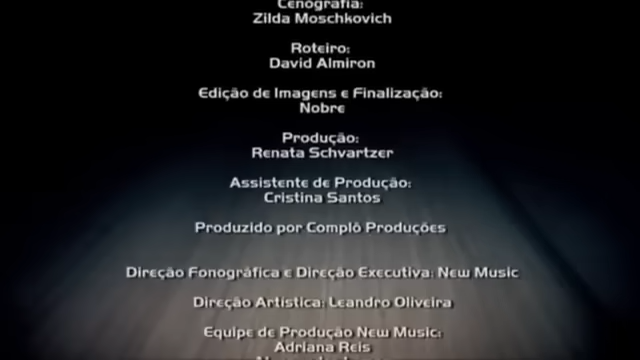 Cenografia:
Zilda Moschkovich
Roteiro:
David Almiron
Edição de Imagens e Finalização:
Nobre
Produção:
Renata Schvartzer
Assistente de Produção:
Cristina Santos
Produzido por Complô Produções
Direção Fonográfica e Direção Executiva: New Music
Direção Artística: Leandro Oliveira
Equipe de Produção New Music:
Adriana Reis